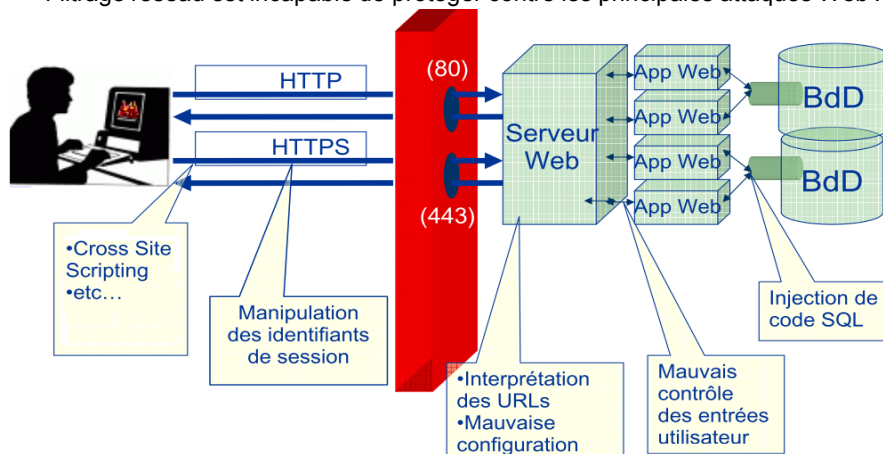 Filtrage réseau est incapable de protéger contre les principales attaques Web
HTTP
(80)
HTTPS
(443)
Serveur
Web
App Web
App Web
App Web
App Web
BdD
BdD
•Cross Site
Scripting
•etc…
Manipulation
des identifiants
de session
•Interprétation
des URLs
•Mauvaise
configuration
Mauvais
contrôle
des entrées
utilisateur
Injection de
code SQL